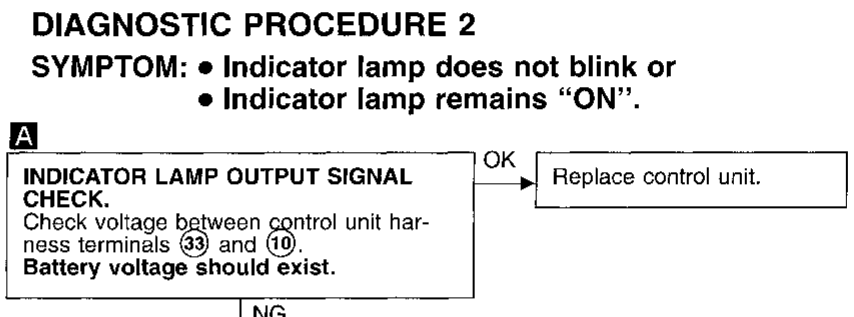 DIAGNOSTIC PROCEDURE 2
SYMPTOM: ● Indicator lamp does not blink or
● Indicator lamp remains “ON”.
A
INDICATOR LAMP OUTPUT SIGNAL
CHECK.
Check voltage between control unit har-
ness terminals 33 and 10.
Battery voltage should exist.
OK
Replace control unit.
NG